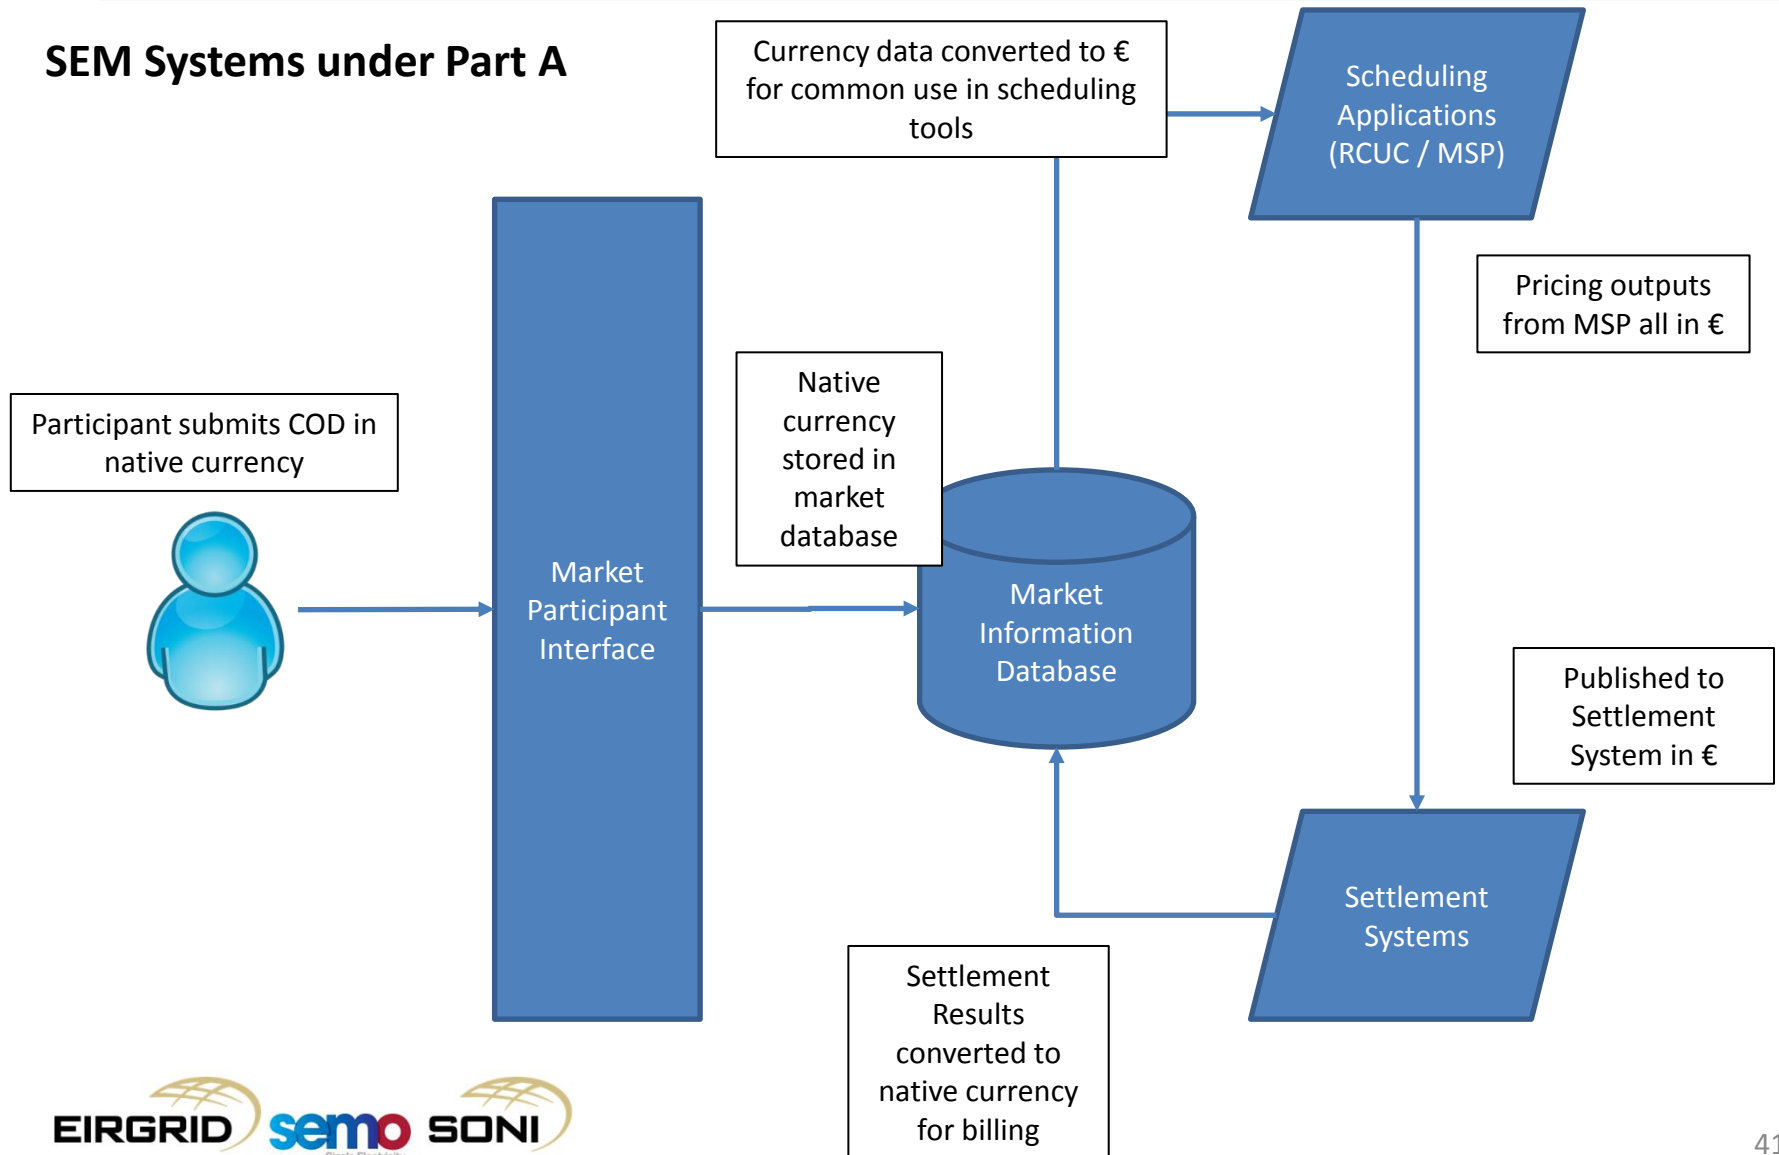 SEM Systems under Part A
Currency data converted to €
for common use in scheduling
tools
Scheduling
Applications
(RCUC / MSP)
Pricing outputs
from MSP all in €
Native
currency
stored in
market
database
Participant submits COD in
native currency
Market
Participant
Interface
Market
Information
Database
Published to
Settlement
System in €
Settlement
Systems
Settlement
Results
converted to
native currency
for billing
EIRGRID
semo
SONI
41